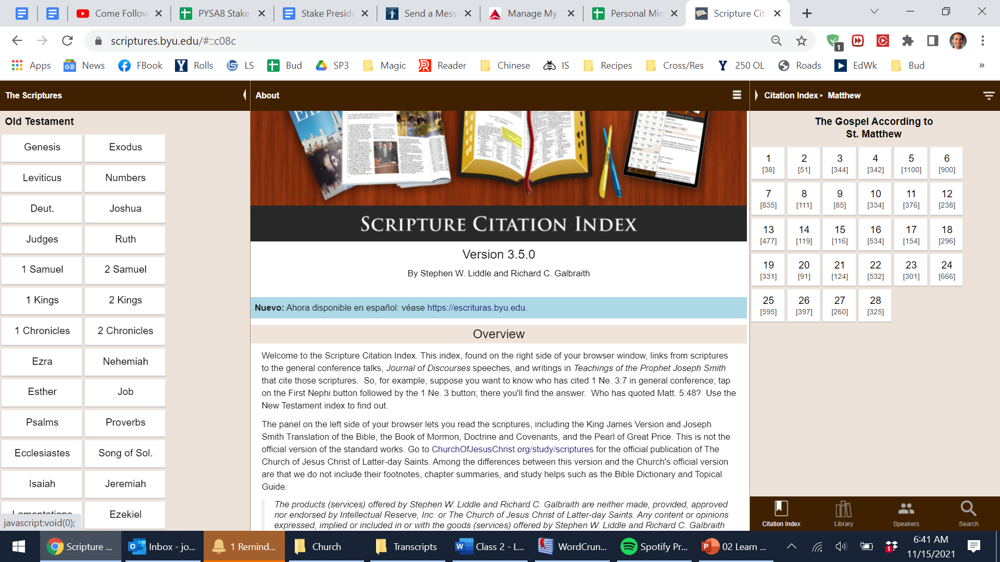 Come Follow
PYSA8 Stake
Stake Preside
Send a Mess
Manage My
Personal Min
Scripture Cita
scriptures.byu.edu/#::c08c
1
Apps
News
FBook
Rolls
LS
Bud
SP3
Magic
Reader
Chinese
IS
Recipes
Cross/Res
250 OL
Roads
EdWk
Bud
»
The Scriptures
Old Testament
Genesis Exodus
Leviticus Numbers
Deut. Joshua
Judges Ruth
1 Samuel 2 Samuel
1 Kings 2 Kings
1 Chronicles 2 Chronicles
Ezra Nehemiah
Esther Job
Psalms Proverbs
Ecclesiastes Song of Sol.
Isaiah Jeremiah
Lamentations Ezekiel
javascript:void(0);
About
SCRIPTURE CITATION INDEX
Version 3.5.0
By Stephen W. Liddle and Richard C. Galbraith
Nuevo: Ahora disponible en español: véase https://escrituras.byu.edu.
Overview
Welcome to the Scripture Citation Index. This index, found on the right side of your browser window, links from scriptures
to the general conference talks, Journal of Discourses speeches, and writings in Teachings of the Prophet Joseph Smith
that cite those scriptures. So, for example, suppose you want to know who has cited 1 Ne. 3:7 in general conference; tap
on the First Nephi button followed by the 1 Ne. 3 button; there you'll find the answer. Who has quoted Matt. 5:48? Use the
New Testament index to find out.
The panel on the left side of your browser lets you read the scriptures, including the King James Version and Joseph
Smith Translation of the Bible, the Book of Mormon, Doctrine and Covenants, and the Pearl of Great Price. This is not the
official version of the standard works. Go to ChurchOfJesusChrist.org/study/scriptures for the official publication of The
Church of Jesus Christ of Latter-day Saints. Among the differences between this version and the Church's official version
are that we do not include their footnotes, chapter summaries, and study helps such as the Bible Dictionary and Topical
Guide.
The products (services) offered by Stephen W. Liddle and Richard C. Galbraith are neither made, provided, approved
nor endorsed by Intellectual Reserve, Inc. or The Church of Jesus Christ of Latter-day Saints. Any content or opinions
expressed, implied or included in or with the goods (services) offered by Stephen W. Liddle and Richard C. Galbraith
Citation Index ▸ Matthew
The Gospel According to
St. Matthew
1 2 3 4 5 6
[38] [51] [344] [342] [1100] [900]
7 8 9 10 11 12
[835] [111] [85] [334] [376] [238]
13 14 15 16 17 18
[477] [119] [116] [534] [154] [296]
19 20 21 22 23 24
[331] [91] [124] [532] [301] [666]
25 26 27 28
[595] [397] [260] [325]
Citation Index
Library
Speakers
Search
Scripture ...
Inbox - jo...
1 Remind...
Church
Transcripts
Class 2 - L...
WordCrun...
Spotify Pr...
02 Learn ...
1
6:41 AM
11/15/2021